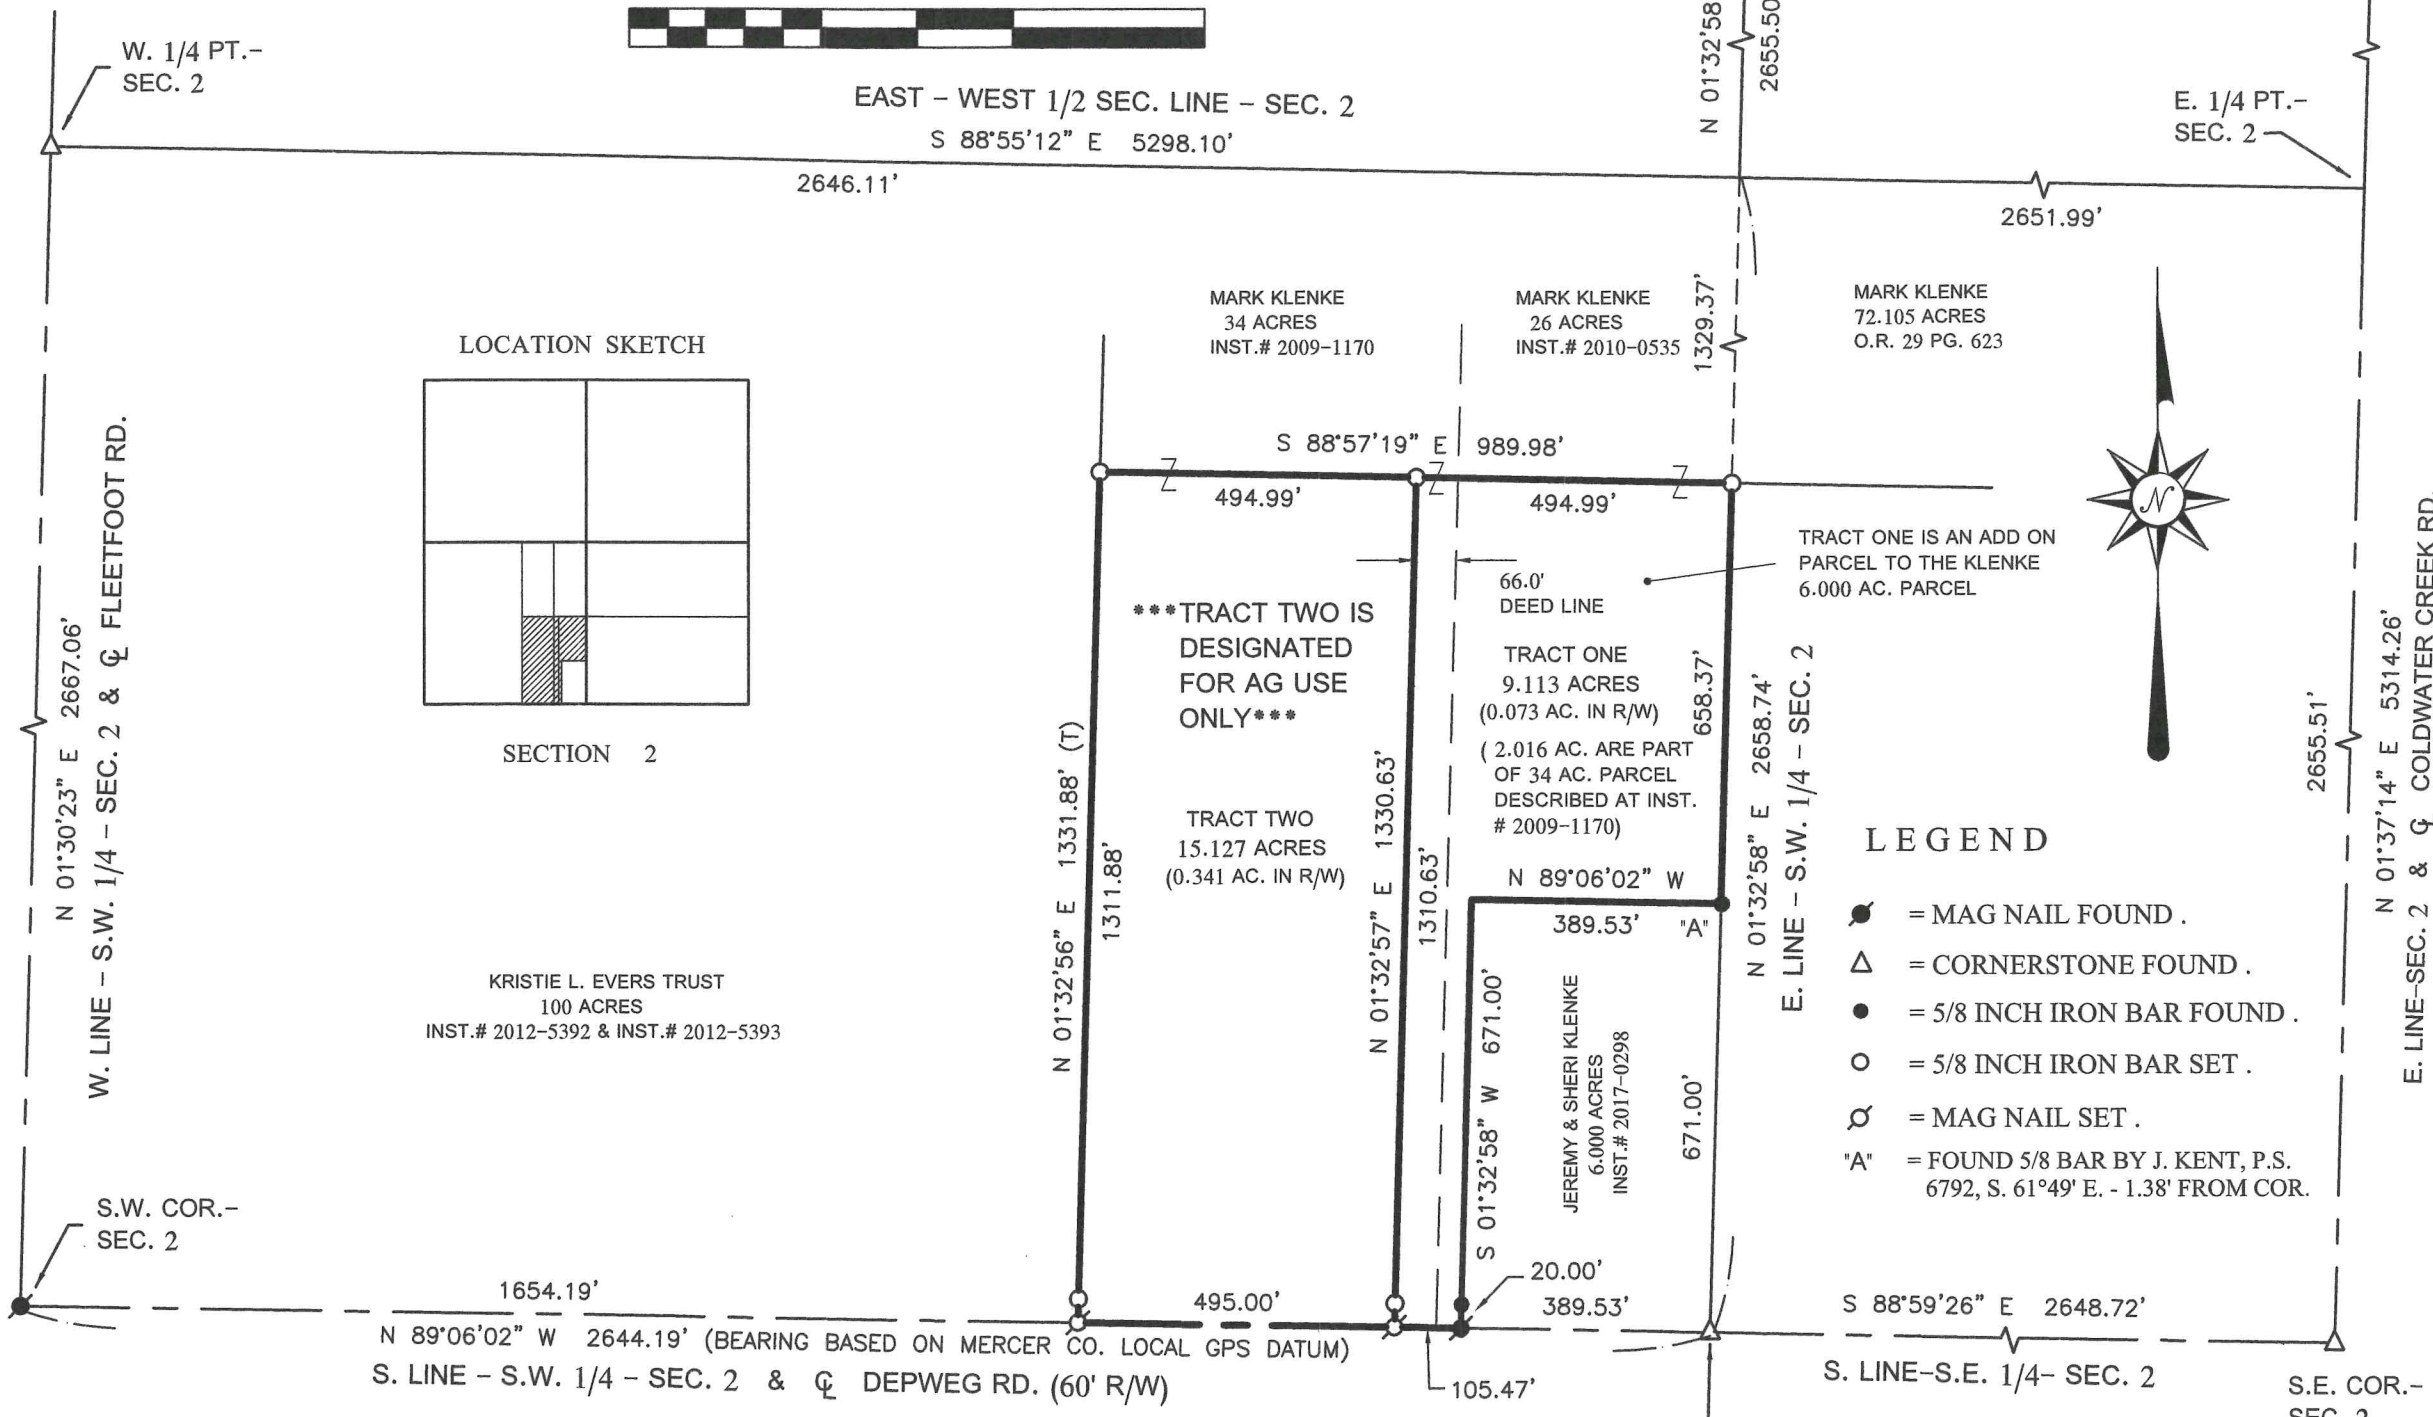 W. 1/4 PT.-
SEC. 2
EAST - WEST 1/2 SEC. LINE - SEC. 2
S 88°55'12" E 5298.10'
2646.11'
N 01°32'58
2655.50
E. 1/4 PT.-
SEC. 2
2651.99'
MARK KLENKE
34 ACRES
INST.# 2009-1170
MARK KLENKE
26 ACRES
INST.# 2010-0535
1329.37'
MARK KLENKE
72.105 ACRES
O.R. 29 PG. 623
LOCATION SKETCH
SECTION 2
S 88°57'19" E 989.98'
494.99'
494.99'
N
TRACT ONE IS AN ADD ON
PARCEL TO THE KLENKE
6.000 AC. PARCEL
66.0'
DEED LINE
***TRACT TWO IS
DESIGNATED
FOR AG USE
ONLY***
TRACT ONE
9.113 ACRES
(0.073 AC. IN R/W)
( 2.016 AC. ARE PART
OF 34 AC. PARCEL
DESCRIBED AT INST.
# 2009-1170)
658.37'
N 01°32'58" E 2658.74'
E. LINE - S.W. 1/4 - SEC. 2
TRACT TWO
15.127 ACRES
(0.341 AC. IN R/W)
N 01°30'23" E 2667.06'
W. LINE - S.W. 1/4 - SEC. 2 & ℄ FLEETFOOT RD.
N 01°32'56" E 1331.88' (T)
1311.88'
N 01°32'57" E 1330.63'
1310.63'
N 89°06'02" W
389.53'
"A"
2655.51'
N 01°37'14" E 5314.26'
E. LINE-SEC. 2 & ℄ COLDWATER CREEK RD.
KRISTIE L. EVERS TRUST
100 ACRES
INST.# 2012-5392 & INST.# 2012-5393
S 01°32'58" W 671.00'
JEREMY & SHERI KLENKE
6.000 ACRES
INST.# 2017-0298
671.00'
LEGEND
= MAG NAIL FOUND .
= CORNERSTONE FOUND .
= 5/8 INCH IRON BAR FOUND .
= 5/8 INCH IRON BAR SET .
= MAG NAIL SET .
"A" = FOUND 5/8 BAR BY J. KENT, P.S.
6792, S. 61°49' E. - 1.38' FROM COR.
S.W. COR.-
SEC. 2
1654.19'
495.00'
20.00'
389.53'
S 88°59'26" E 2648.72'
N 89°06'02" W 2644.19' (BEARING BASED ON MERCER CO. LOCAL GPS DATUM)
S. LINE - S.W. 1/4 - SEC. 2 & ℄ DEPWEG RD. (60' R/W)
105.47'
S. LINE-S.E. 1/4- SEC. 2
S.E. COR.-
SEC. 2